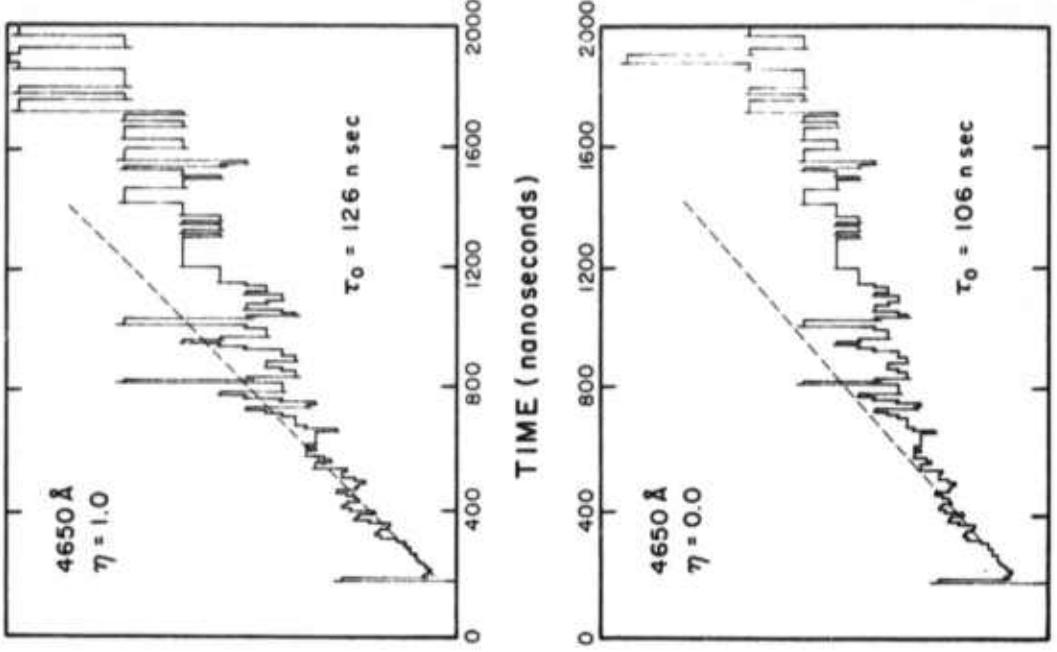 4650 Å
η = 1.0
τ₀ = 126 n sec
0 400 800 1200 1600 2000
TIME (nanoseconds)
0 400 800 1200 1600 2000
4650 Å
η = 0.0
τ₀ = 106 n sec